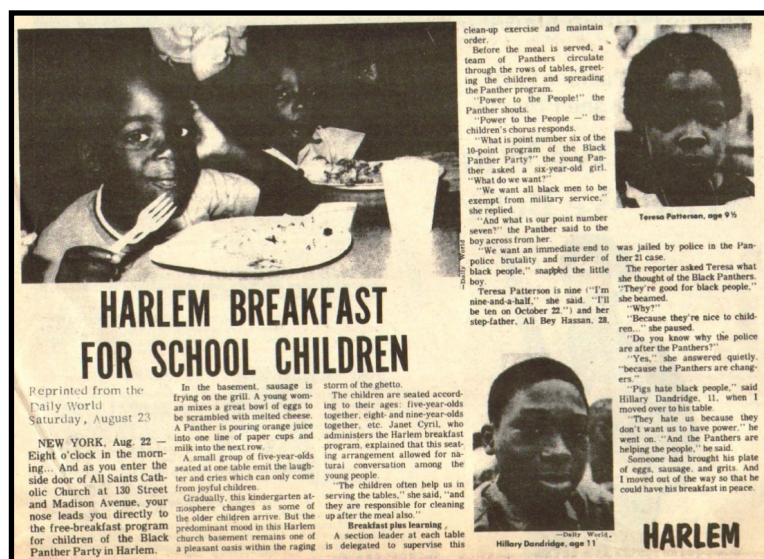 HARLEM BREAKFAST
FOR SCHOOL CHILDREN
Reprinted from the
Daily World
Saturday, August 23
NEW YORK, Aug. 22 —
Eight o'clock in the morn-
ing... And as you enter the
side door of All Saints Cath-
olic Church at 130 Street
and Madison Avenue, your
nose leads you directly to
the free-breakfast program
for children of the Black
Panther Party in Harlem.
In the basement, sausage is
frying on the grill. A young wom-
an mixes a great bowl of eggs to
be scrambled with melted cheese.
A Panther is pouring orange juice
into one line of paper cups and
milk into the next row.
A small group of five-year-olds
seated at one table emit the laugh-
ter and cries which can only come
from joyful children.
Gradually, this kindergarten at-
mosphere changes as some of
the older children arrive. But the
predominant mood in this Harlem
church basement remains one of
a pleasant oasis within the raging
storm of the ghetto.
The children are seated accord-
ing to their ages: five-year-olds
together, eight- and nine-year-olds
together, etc. Janet Cyril, who
administers the Harlem breakfast
program, explained that this seat-
ing arrangement allowed for na-
tural conversation among the
young people.
"The children often help us in
serving the tables," she said, "and
they are responsible for cleaning
up after the meal also."
Breakfast plus learning
A section leader at each table
is delegated to supervise this
clean-up exercise and maintain
order.
Before the meal is served, a
team of Panthers circulate
through the rows of tables, greet-
ing the children and spreading
the Panther program.
"Power to the People!" the
Panther shouts.
"Power to the People —" the
children's chorus responds.
"What is point number six of the
10-point program of the Black
Panther Party?" the young Pan-
ther asked a six-year-old girl.
"What do we want?"
"We want all black men to be
exempt from military service,"
she replied.
"And what is our point number
seven?" the Panther said to the
boy across from her.
"We want an immediate end to
police brutality and murder of
black people," snapped the little
boy.
Teresa Patterson is nine ("I'm
nine-and-a-half," she said. "I'll
be ten on October 22.") and her
step-father, Ali Bey Hassan, 28,
—Daily World
Teresa Patterson, age 9½
was jailed by police in the Pan-
ther 21 case.
The reporter asked Teresa what
she thought of the Black Panthers.
"They're good for black people,"
she beamed.
"Why?"
"Because they're nice to child-
ren..." she paused.
"Do you know why the police
are after the Panthers?"
"Yes," she answered quietly,
"because the Panthers are chang-
ers."
"Pigs hate black people," said
Hillary Dandridge, 11, when I
moved over to his table.
"They hate us because they
don't want us to have power," he
went on. "And the Panthers are
helping the people," he said.
Someone had brought his plate
of eggs, sausage, and grits. And
I moved out of the way so that he
could have his breakfast in peace.
—Daily World.
Hillary Dandridge, age 11
HARLEM